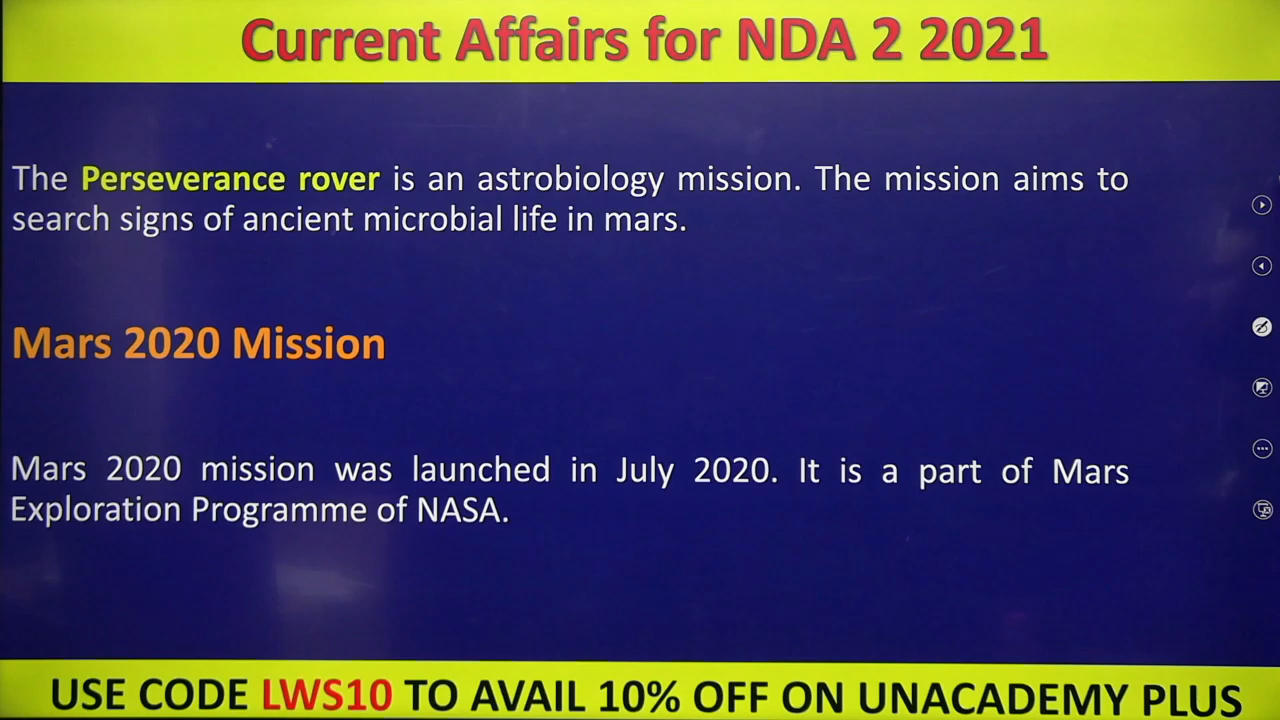 Current Affairs for NDA 2 2021
The Perseverance rover is an astrobiology mission. The mission aims to
search signs of ancient microbial life in mars.
Mars 2020 Mission
Mars 2020 mission was launched in July 2020. It is a part of Mars
Exploration Programme of NASA.
USE CODE LWS10 TO AVAIL 10% OFF ON UNACADEMY PLUS